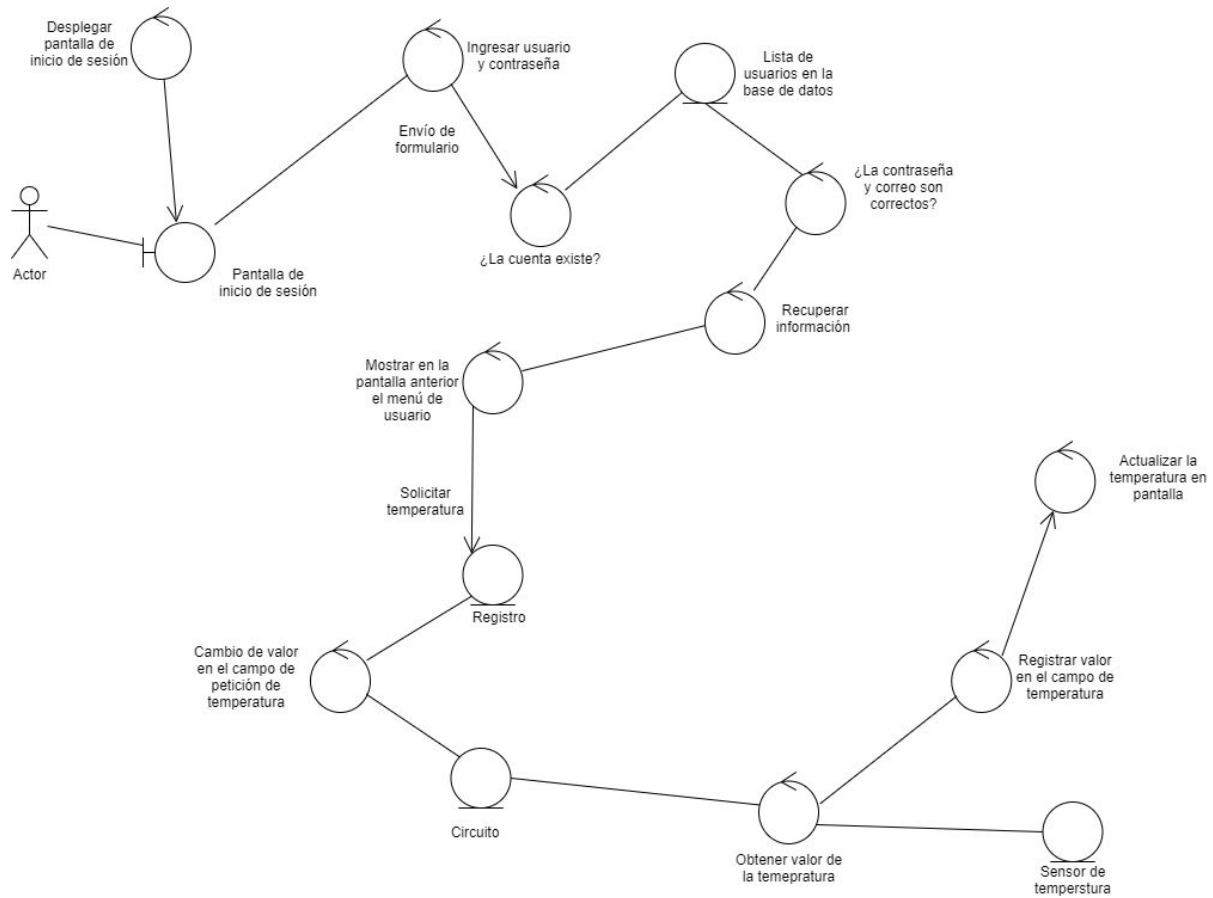 Desplegar
pantalla de
inicio de sesión
Ingresar usuario
y contraseña
Lista de
usuarios en la
base de datos
Envío de
formulario
¿La contraseña
y correo son
correctos?
¿La cuenta existe?
Actor
Pantalla de
inicio de sesión
Recuperar
información
Mostrar en la
pantalla anterior
el menú de
usuario
Solicitar
temperatura
Actualizar la
temperatura en
pantalla
Registro
Cambio de valor
en el campo de
petición de
temperatura
Registrar valor
en el campo de
temperatura
Circuito
Obtener valor de
la temepratura
Sensor de
temperstura